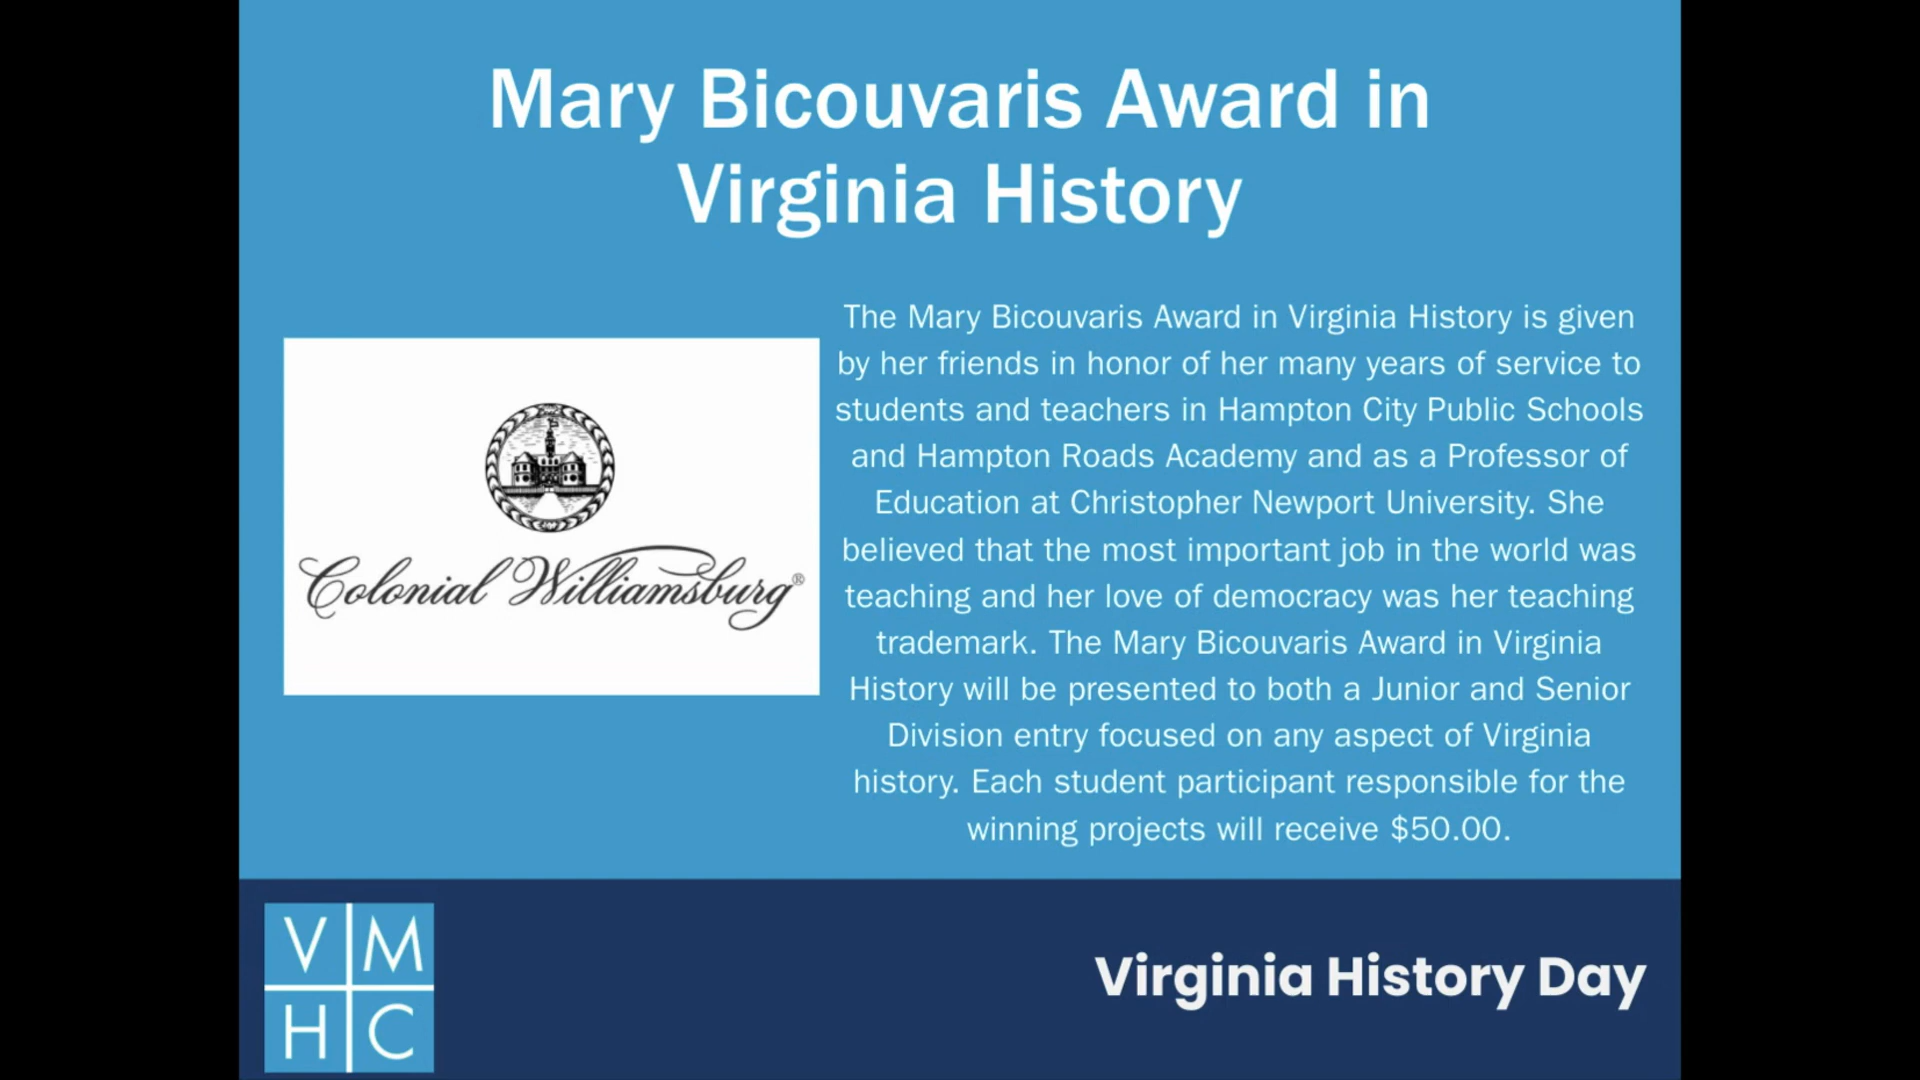 Mary Bicouvaris Award in
Virginia History
Colonial Williamsburg®
The Mary Bicouvaris Award in Virginia History is given
by her friends in honor of her many years of service to
students and teachers in Hampton City Public Schools
and Hampton Roads Academy and as a Professor of
Education at Christopher Newport University. She
believed that the most important job in the world was
teaching and her love of democracy was her teaching
trademark. The Mary Bicouvaris Award in Virginia
History will be presented to both a Junior and Senior
Division entry focused on any aspect of Virginia
history. Each student participant responsible for the
winning projects will receive $50.00.
V M
H C
Virginia History Day